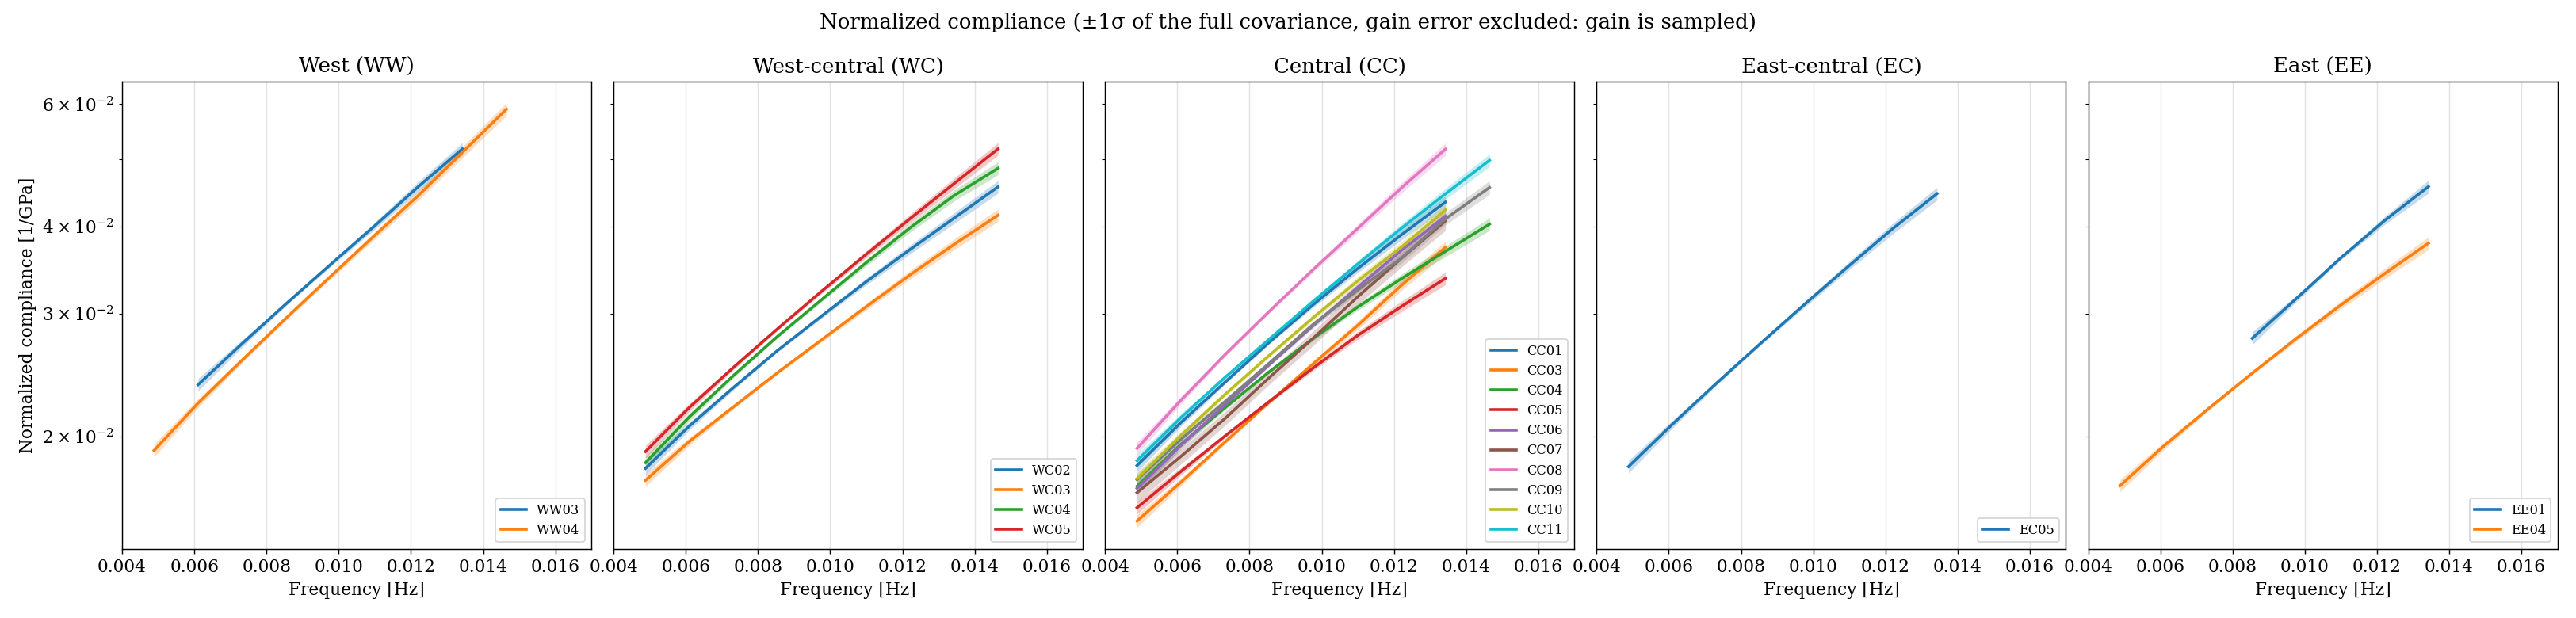 Normalized compliance (±1σ of the full covariance, gain error excluded: gain is sampled)
West (WW)
West-central (WC)
Central (CC)
East-central (EC)
East (EE)
Normalized compliance [1/GPa]
6 × 10⁻²
4 × 10⁻²
3 × 10⁻²
2 × 10⁻²
WW03
WW04
WC02
WC03
WC04
WC05
CC01
CC03
CC04
CC05
CC06
CC07
CC08
CC09
CC10
CC11
EC05
EE01
EE04
0.004 0.006 0.008 0.010 0.012 0.014 0.016
0.004 0.006 0.008 0.010 0.012 0.014 0.016
0.004 0.006 0.008 0.010 0.012 0.014 0.016
0.004 0.006 0.008 0.010 0.012 0.014 0.016
0.004 0.006 0.008 0.010 0.012 0.014 0.016
Frequency [Hz]
Frequency [Hz]
Frequency [Hz]
Frequency [Hz]
Frequency [Hz]